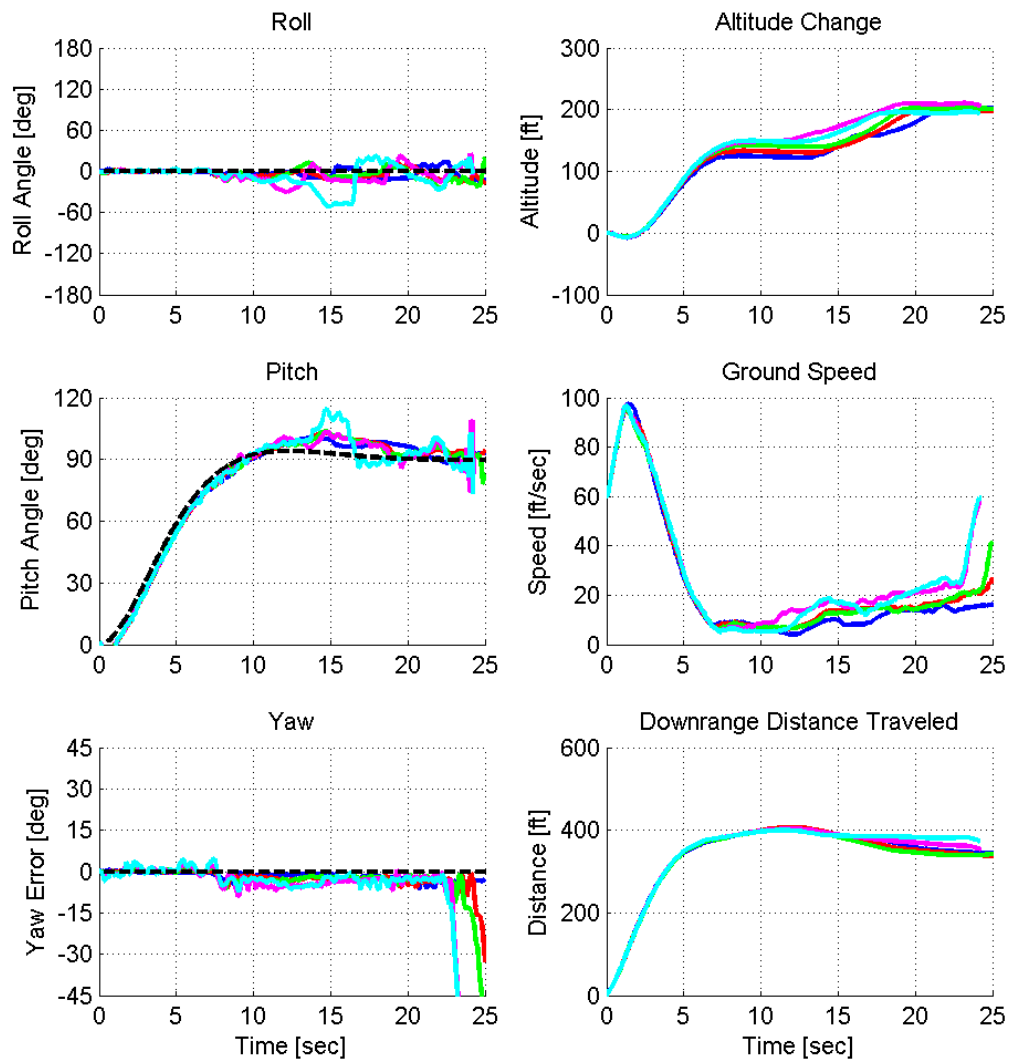 Roll
Roll Angle [deg]
180
120
60
0
-60
-120
-180
0 5 10 15 20 25
Altitude Change
Altitude [ft]
300
200
100
0
-100
0 5 10 15 20 25
Pitch
Pitch Angle [deg]
120
90
60
30
0
0 5 10 15 20 25
Ground Speed
Speed [ft/sec]
100
80
60
40
20
0
0 5 10 15 20 25
Yaw
Yaw Error [deg]
45
30
15
0
-15
-30
-45
0 5 10 15 20 25
Time [sec]
Downrange Distance Traveled
Distance [ft]
600
400
200
0
0 5 10 15 20 25
Time [sec]